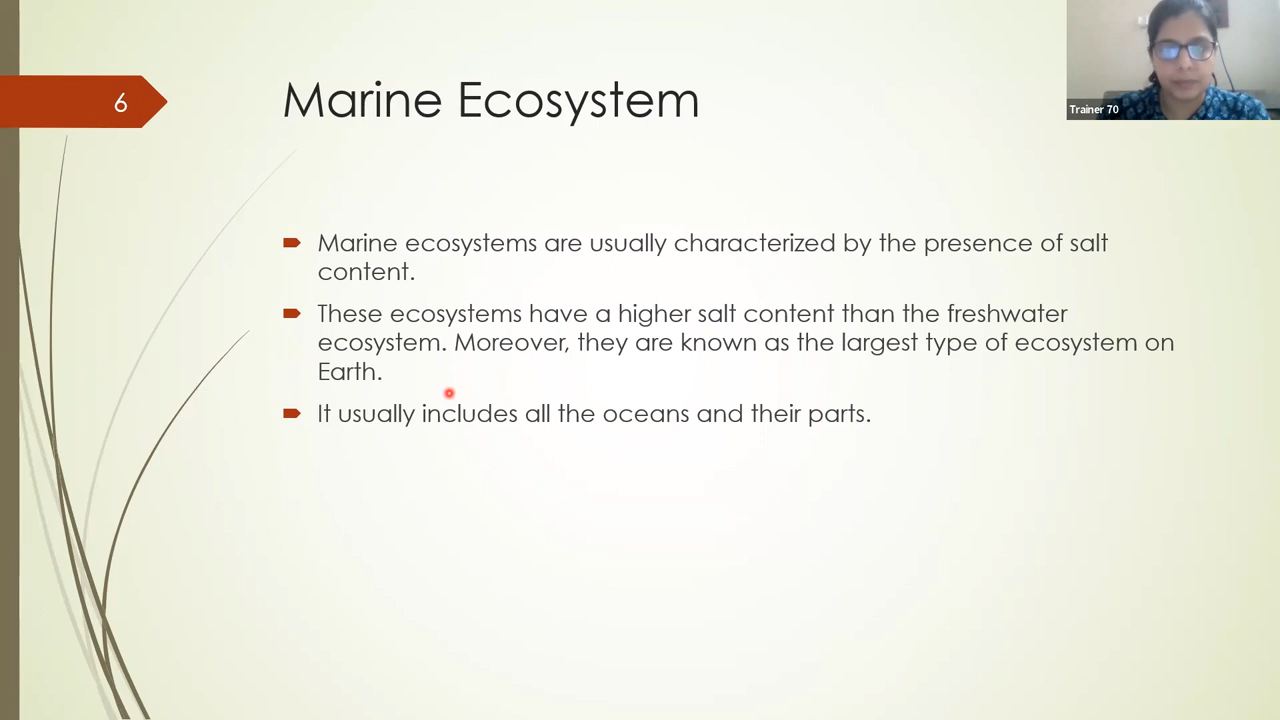 6
Marine Ecosystem
Trainer 70
Marine ecosystems are usually characterized by the presence of salt
content.
These ecosystems have a higher salt content than the freshwater
ecosystem. Moreover, they are known as the largest type of ecosystem on
Earth.
It usually includes all the oceans and their parts.